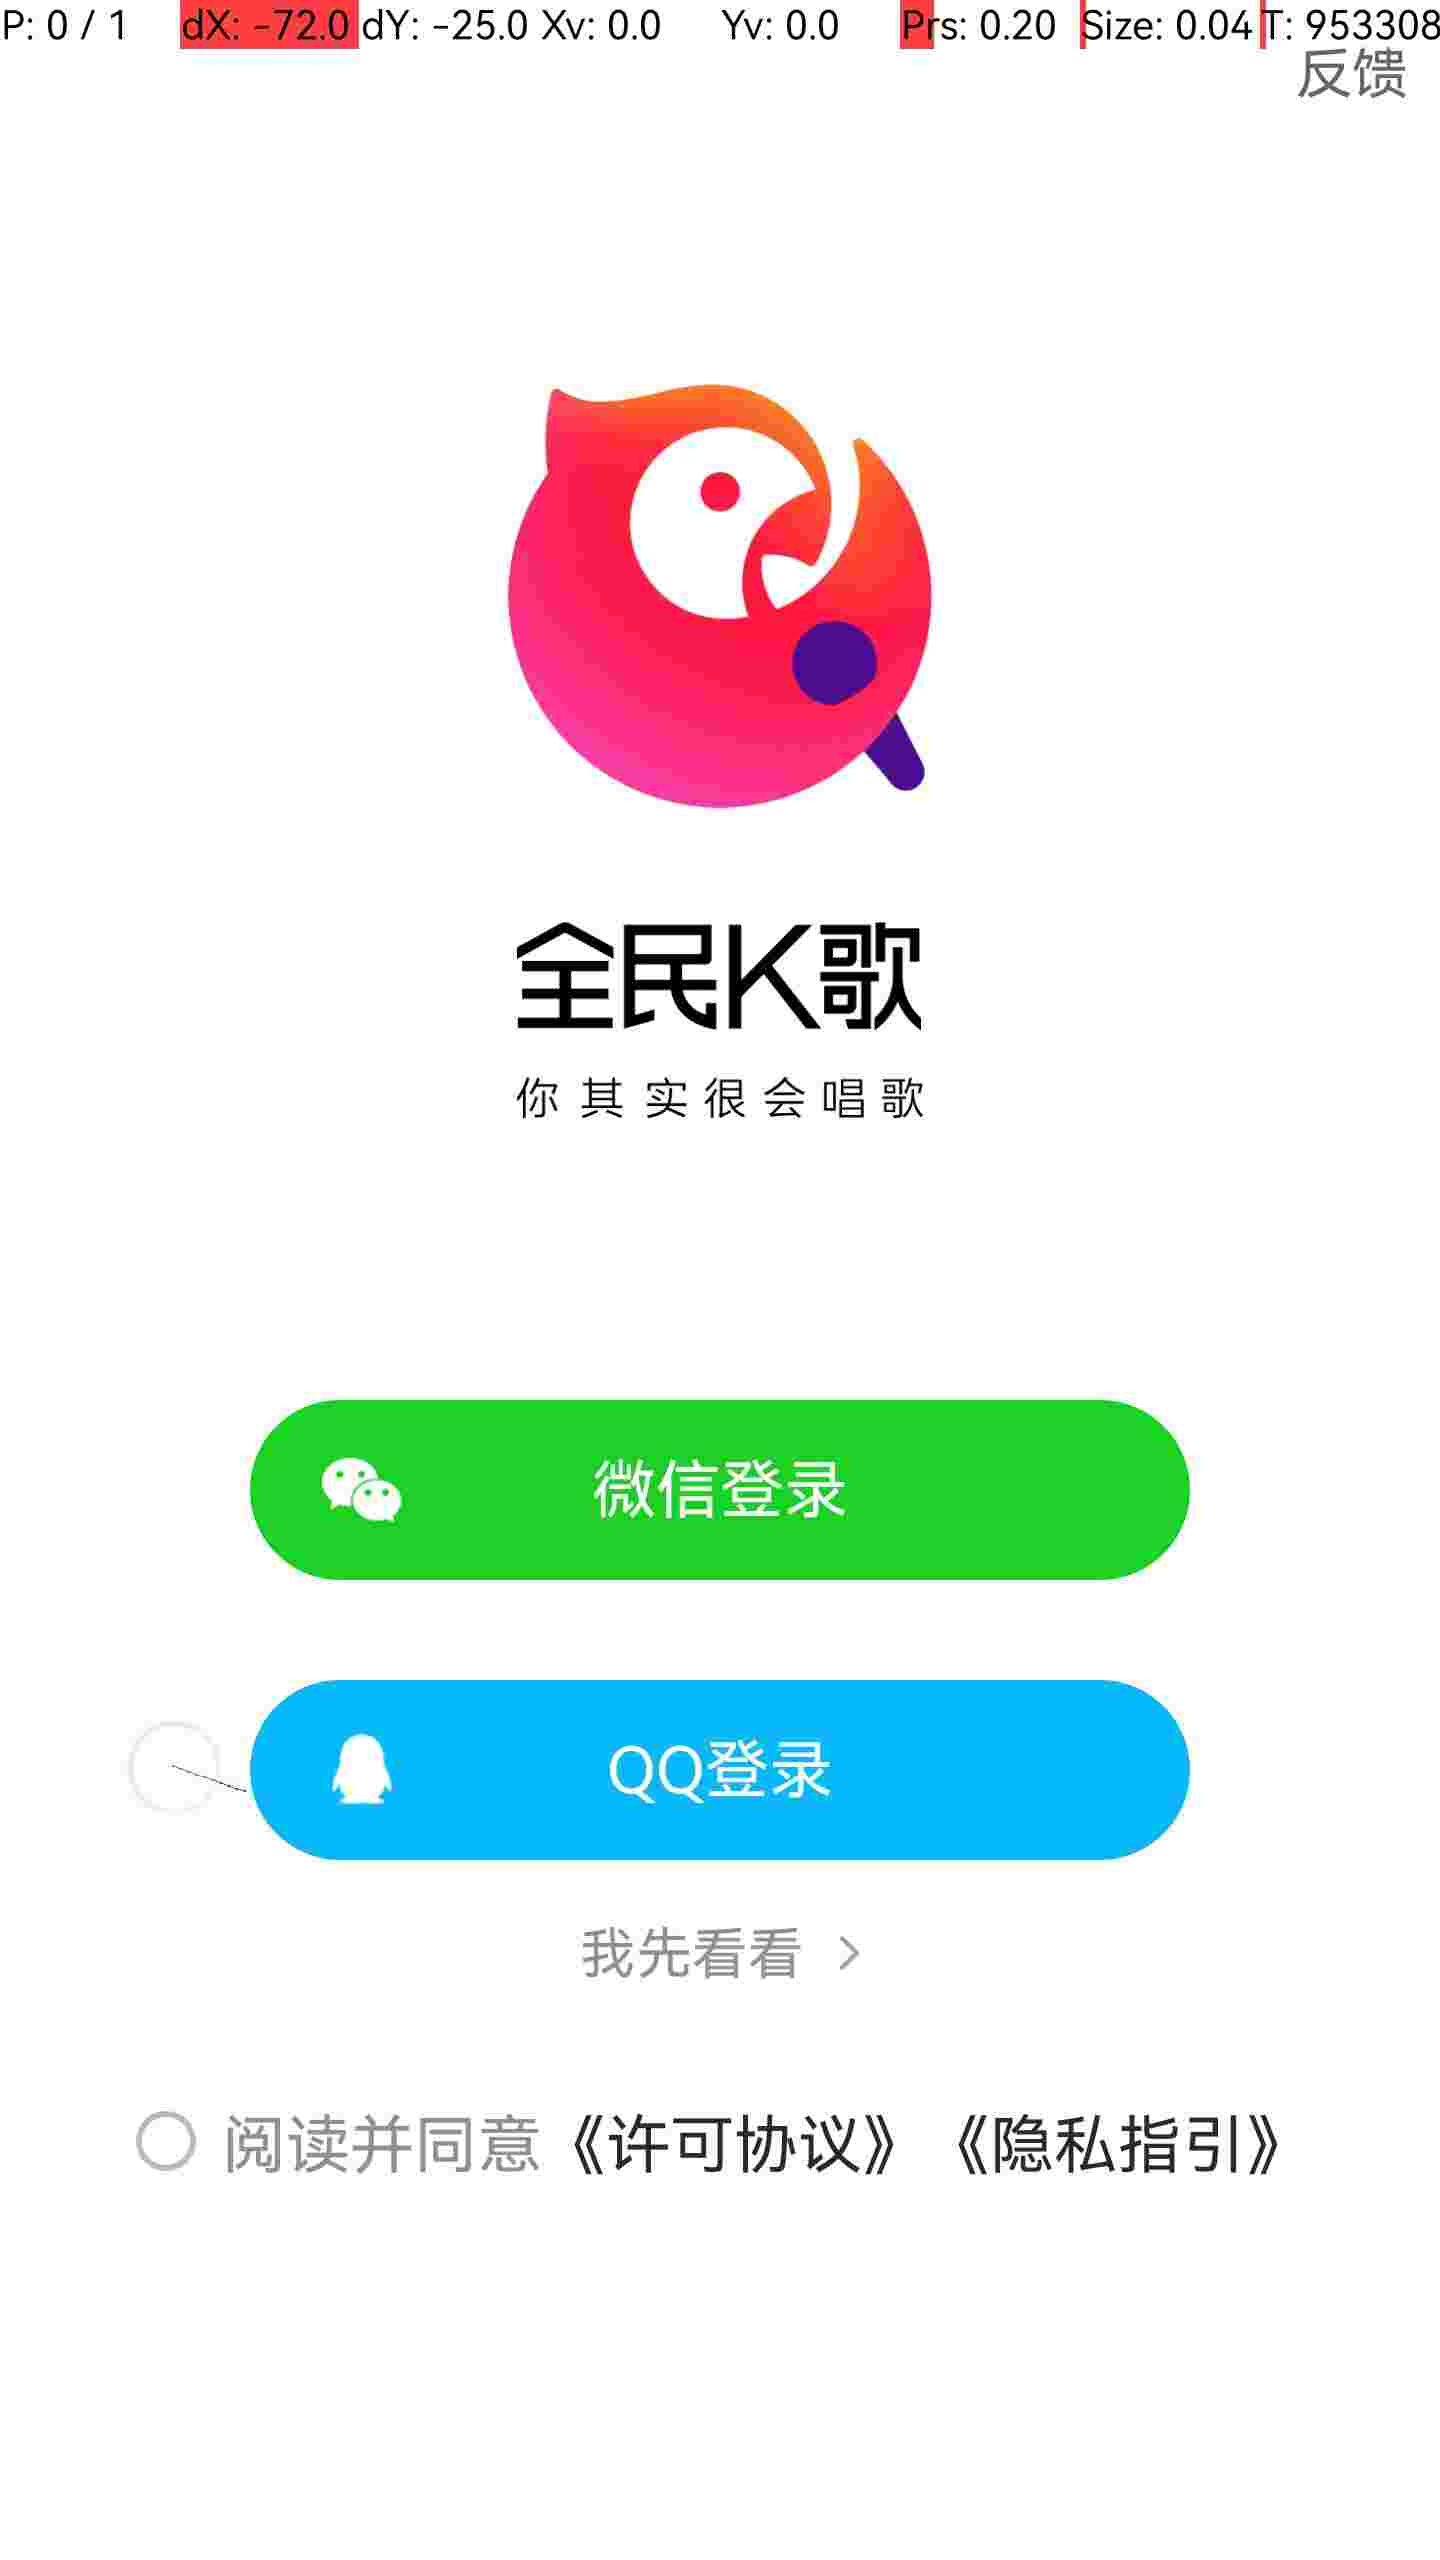 P: 0 / 1 dX: -72.0 dY: -25.0 Xv: 0.0 Yv: 0.0 Prs: 0.20 Size: 0.04 T: 953308
反馈
全民K歌
你其实很会唱歌
微信登录
QQ登录
我先看看 >
阅读并同意《许可协议》《隐私指引》